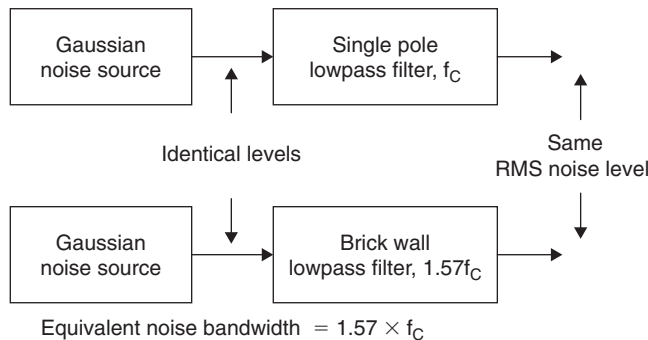 Gaussian
noise source
Single pole
lowpass filter, fC
Identical levels
Same
RMS noise level
Gaussian
noise source
Brick wall
lowpass filter, 1.57fC
Equivalent noise bandwidth = 1.57 × fC